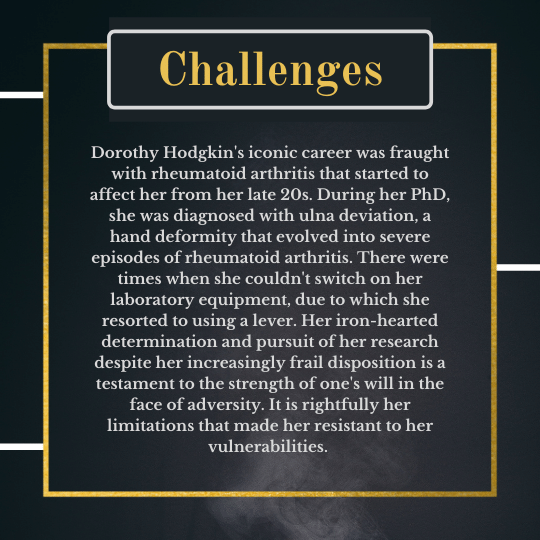 Challenges
Dorothy Hodgkin's iconic career was fraught
with rheumatoid arthritis that started to
affect her from her late 20s. During her PhD,
she was diagnosed with ulna deviation, a
hand deformity that evolved into severe
episodes of rheumatoid arthritis. There were
times when she couldn't switch on her
laboratory equipment, due to which she
resorted to using a lever. Her iron-hearted
determination and pursuit of her research
despite her increasingly frail disposition is a
testament to the strength of one's will in the
face of adversity. It is rightfully her
limitations that made her resistant to her
vulnerabilities.